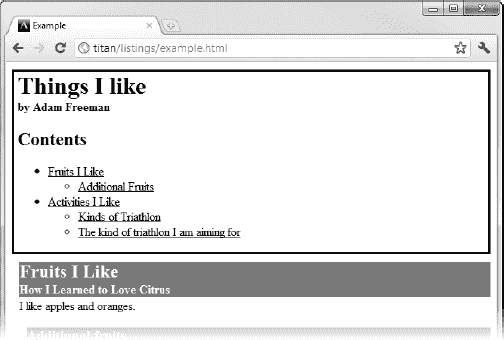 Example
titan/listings/example.html
Things I like
by Adam Freeman
Contents
Fruits I Like
Additional Fruits
Activities I Like
Kinds of Triathlon
The kind of triathlon I am aiming for
Fruits I Like
How I Learned to Love Citrus
I like apples and oranges.
Additional fruits